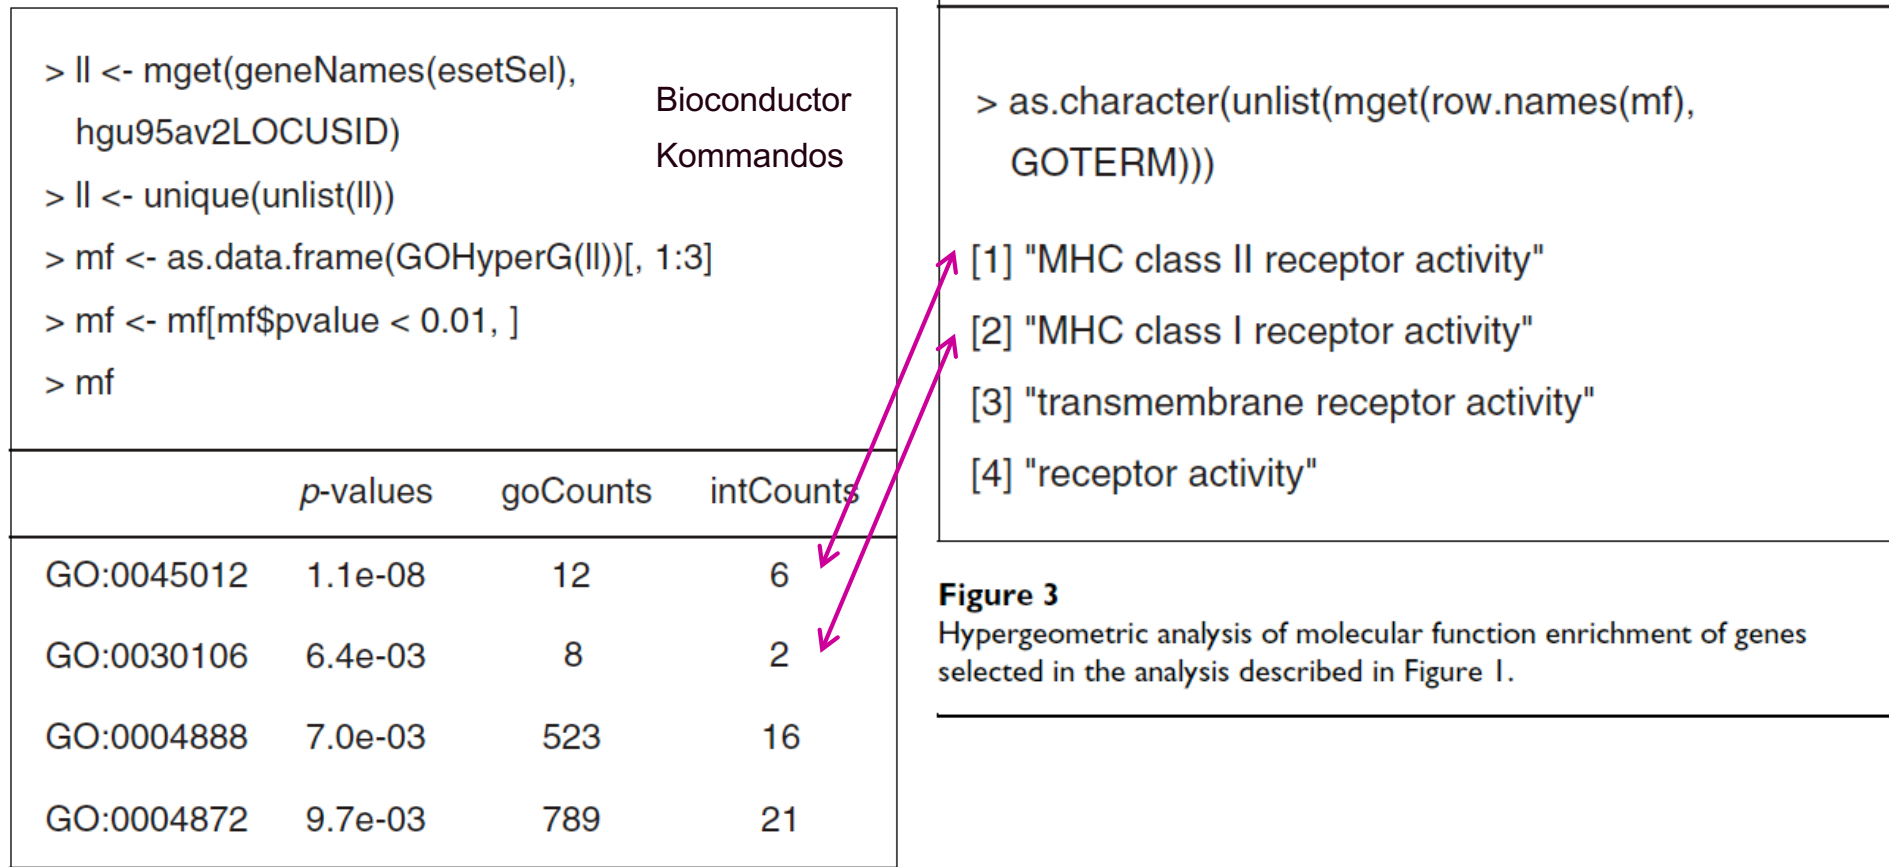 > ll <- mget(geneNames(esetSel),
hgu95av2LOCUSID)
> ll <- unique(unlist(ll))
> mf <- as.data.frame(GOHyperG(ll))[, 1:3]
> mf <- mf[mf$pvalue < 0.01, ]
> mf
Bioconductor
Kommandos
p-values goCounts intCounts
GO:0045012 1.1e-08 12 6
GO:0030106 6.4e-03 8 2
GO:0004888 7.0e-03 523 16
GO:0004872 9.7e-03 789 21
> as.character(unlist(mget(row.names(mf),
GOTERM)))
[1] "MHC class II receptor activity"
[2] "MHC class I receptor activity"
[3] "transmembrane receptor activity"
[4] "receptor activity"
Figure 3
Hypergeometric analysis of molecular function enrichment of genes
selected in the analysis described in Figure 1.